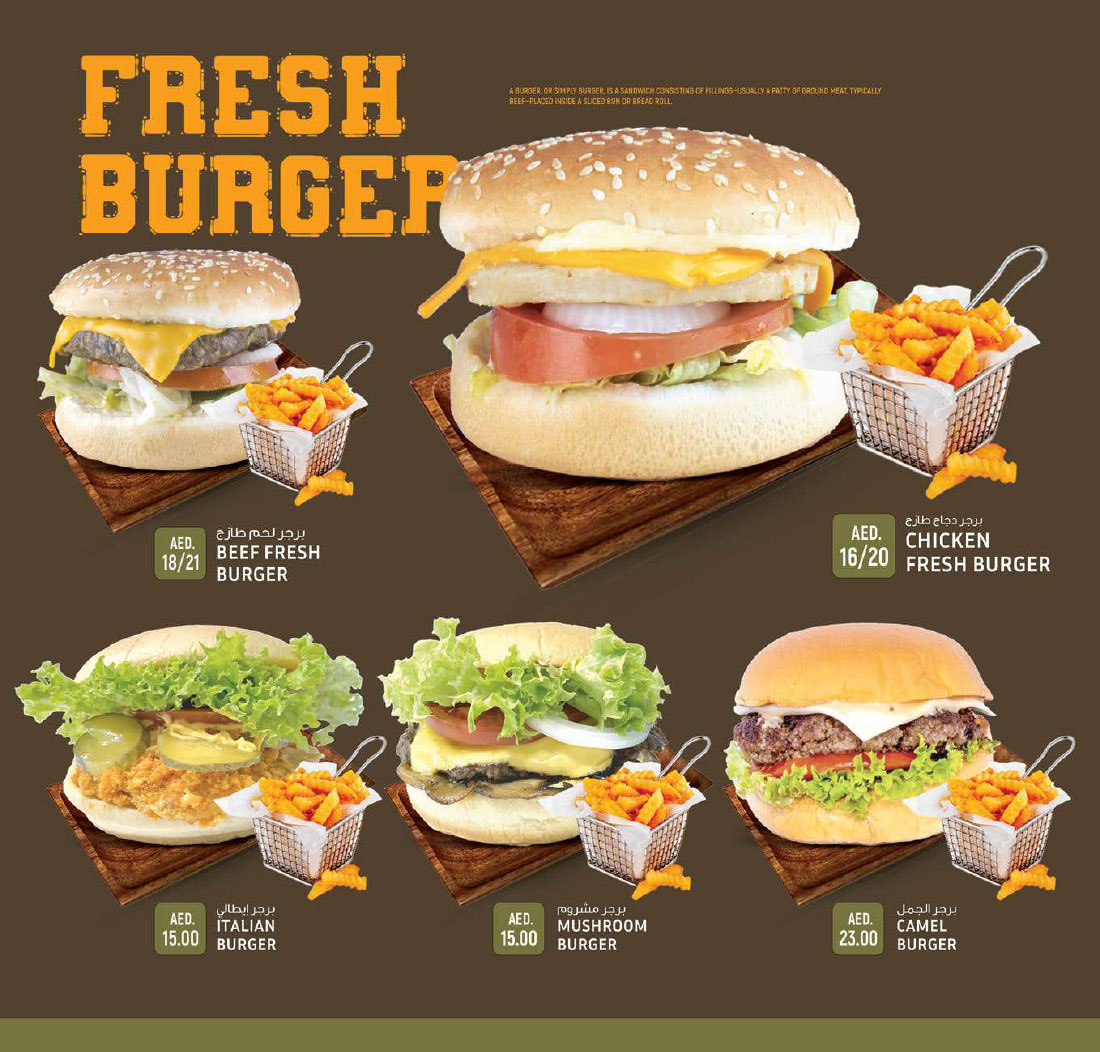 FRESH
BURGER
A BURGER, OR SIMPLY BURGER, IS A SANDWICH CONSISTING OF FILLINGS—USUALLY A PATTY OF GROUND MEAT, TYPICALLY
BEEF—PLACED INSIDE A SLICED BUN OR BREAD ROLL.
AED.
18/21
برجر لحم طازج
BEEF FRESH
BURGER
AED.
16/20
برجر دجاج طازج
CHICKEN
FRESH BURGER
AED.
15.00
برجر إيطالي
ITALIAN
BURGER
AED.
15.00
برجر مشروم
MUSHROOM
BURGER
AED.
23.00
برجر الجمل
CAMEL
BURGER